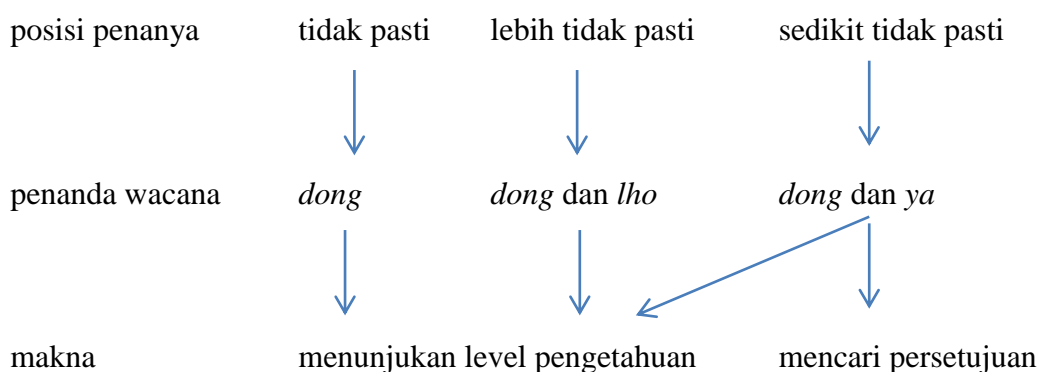 posisi penanya tidak pasti lebih tidak pasti sedikit tidak pasti
penanda wacana dong dong dan lho dong dan ya
makna menunjukan level pengetahuan mencari persetujuan